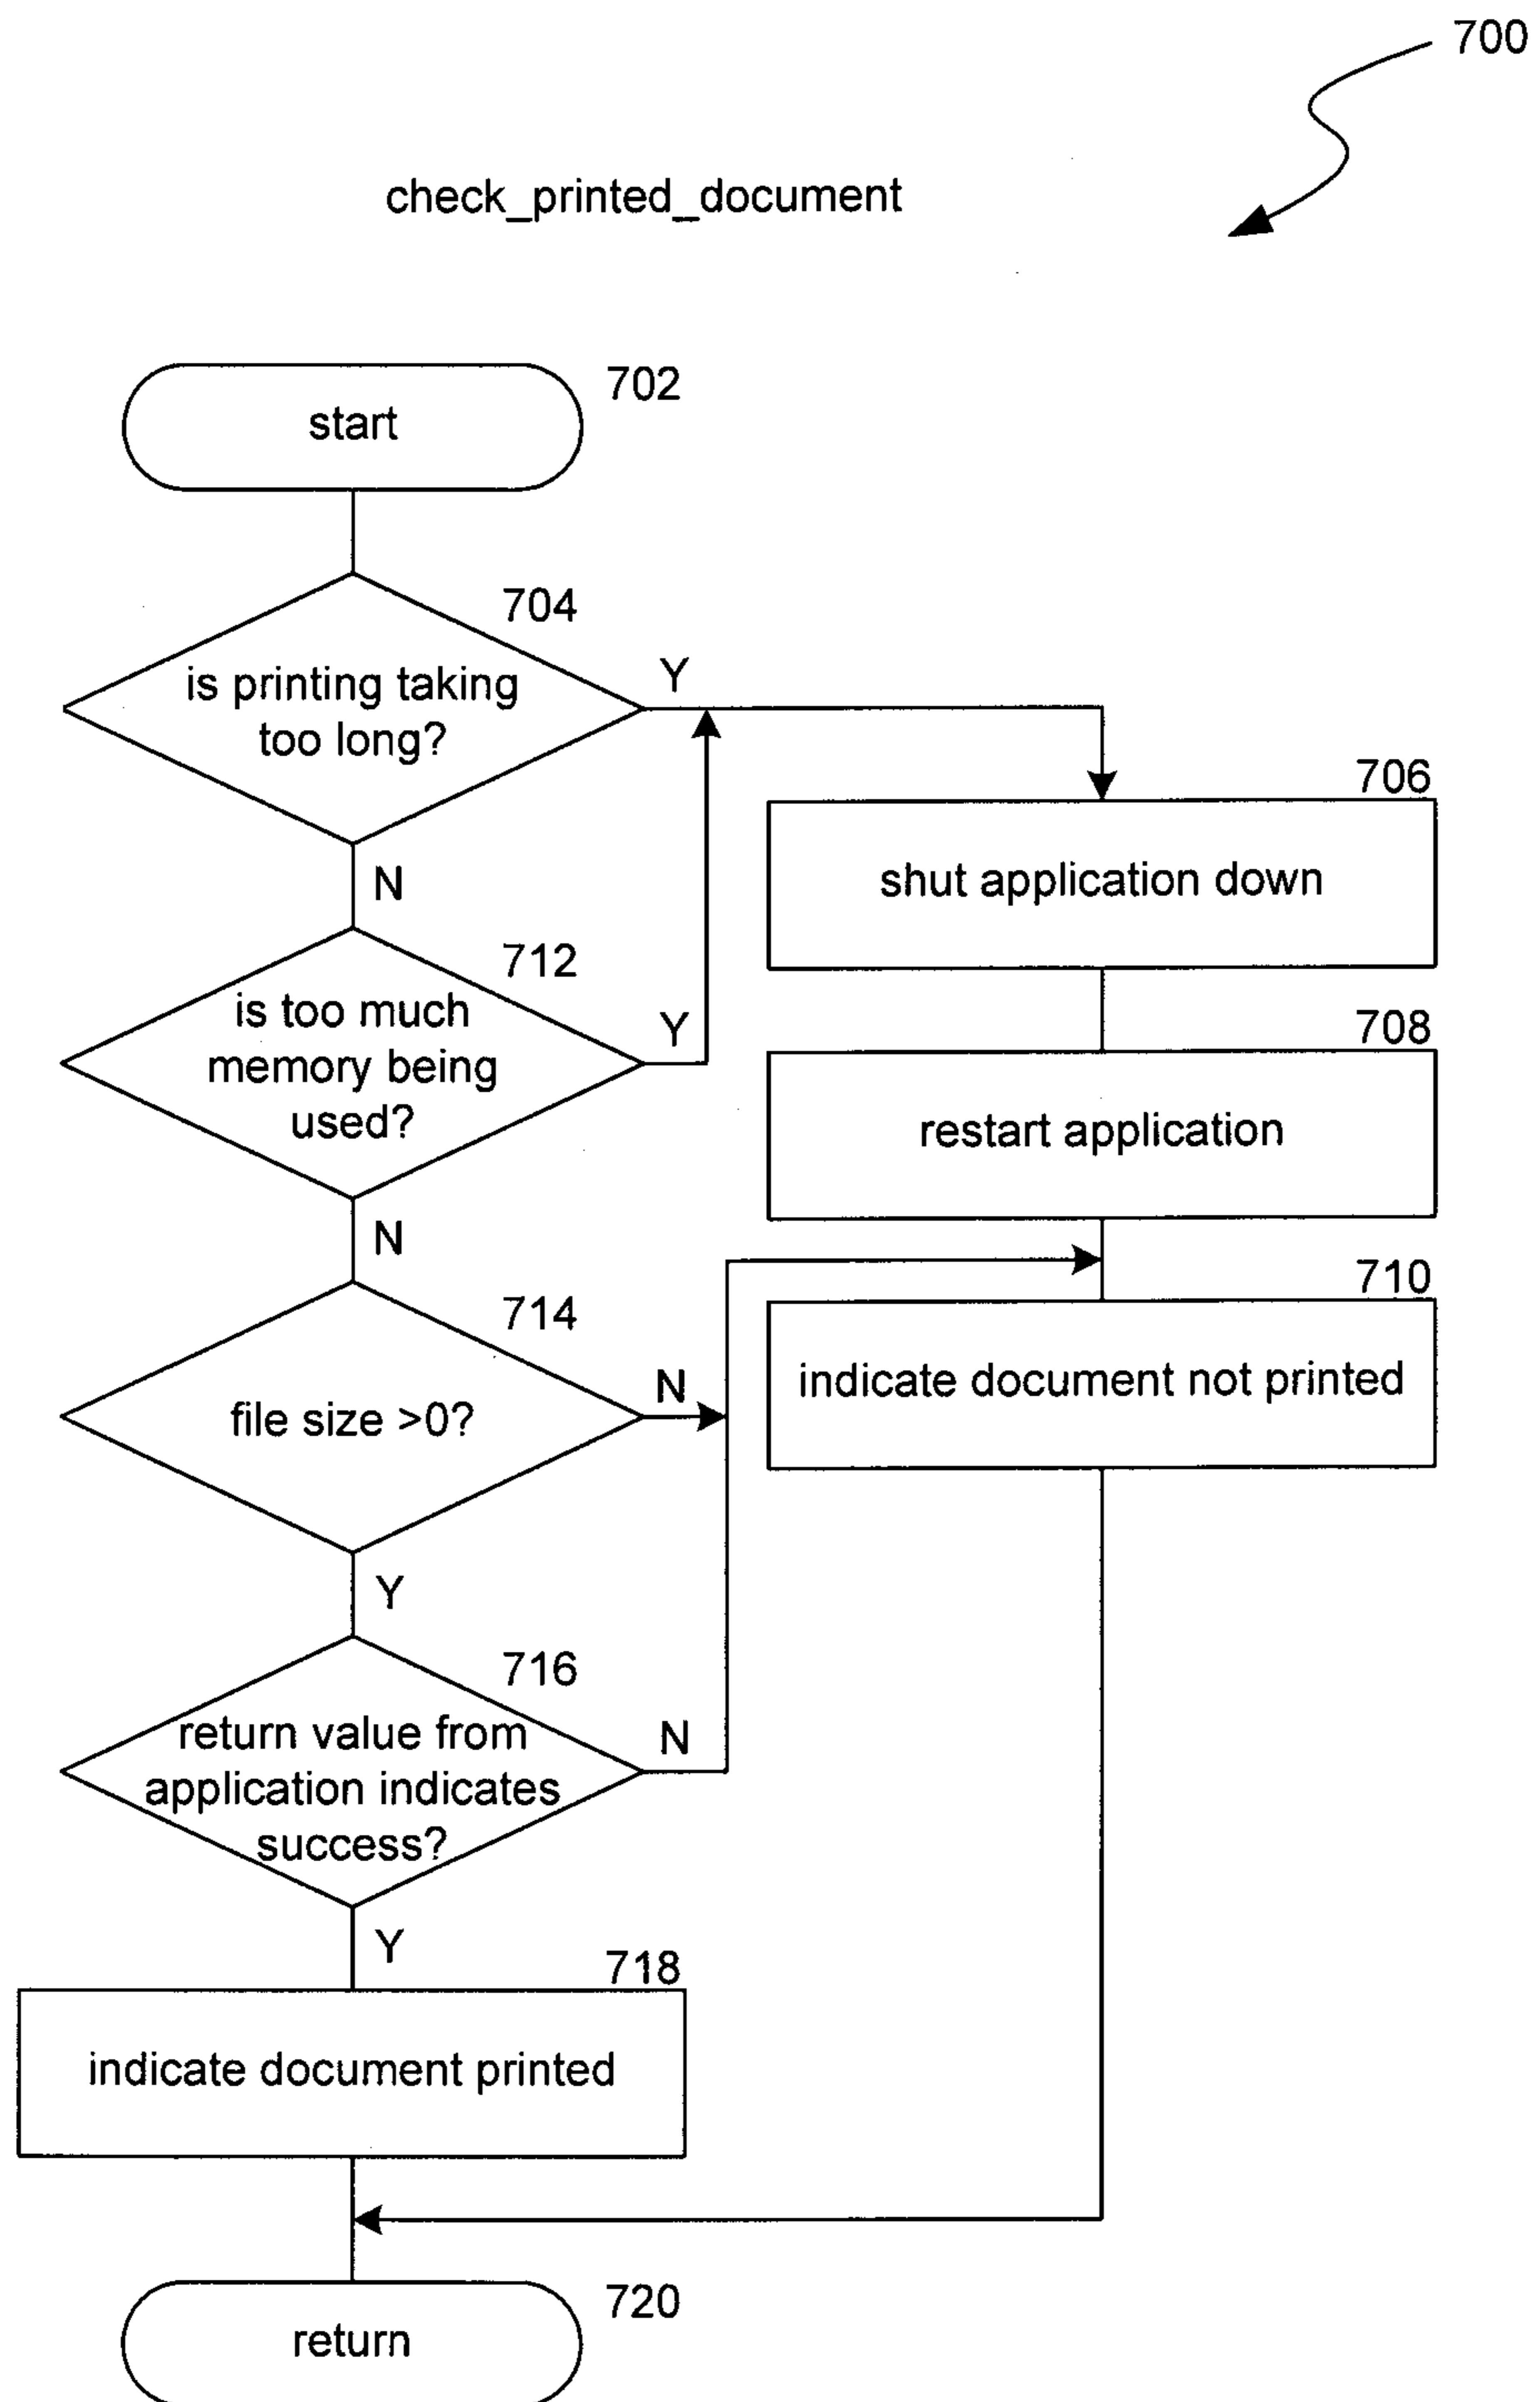 700
check_printed_document
702
start
704
is printing taking
too long?
Y
N
706
shut application down
712
is too much
memory being
used?
Y
N
708
restart application
714
file size >0?
N
Y
710
indicate document not printed
716
return value from
application indicates
success?
N
Y
718
indicate document printed
720
return